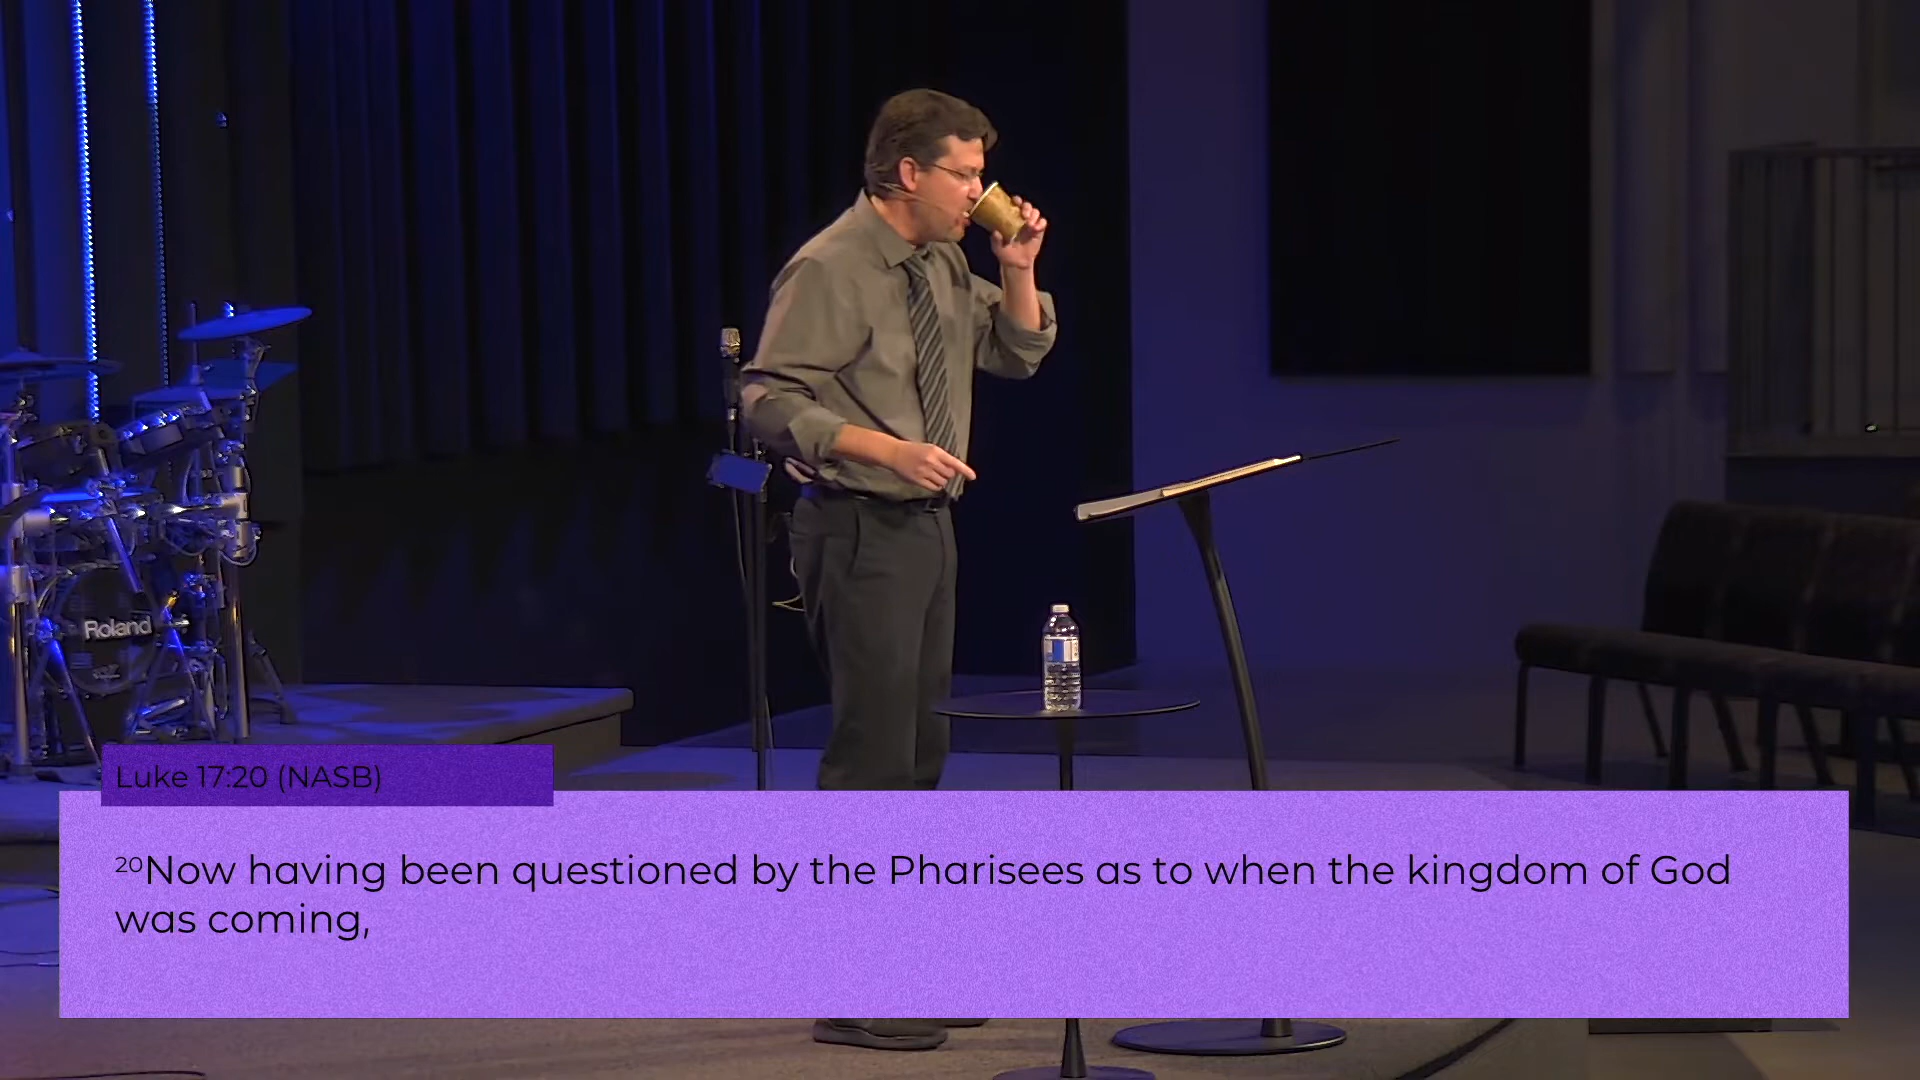 Roland
Luke 17:20 (NASB)
20Now having been questioned by the Pharisees as to when the kingdom of God
was coming,